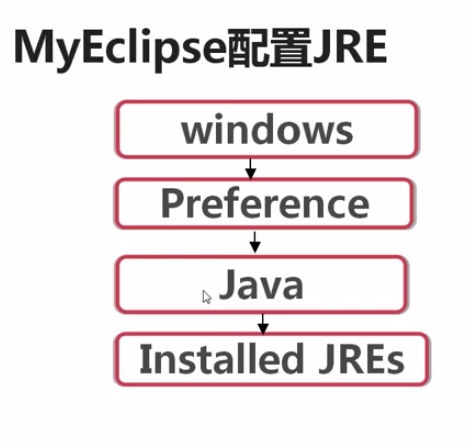 MyEclipse配置JRE
windows
Preference
Java
Installed JREs